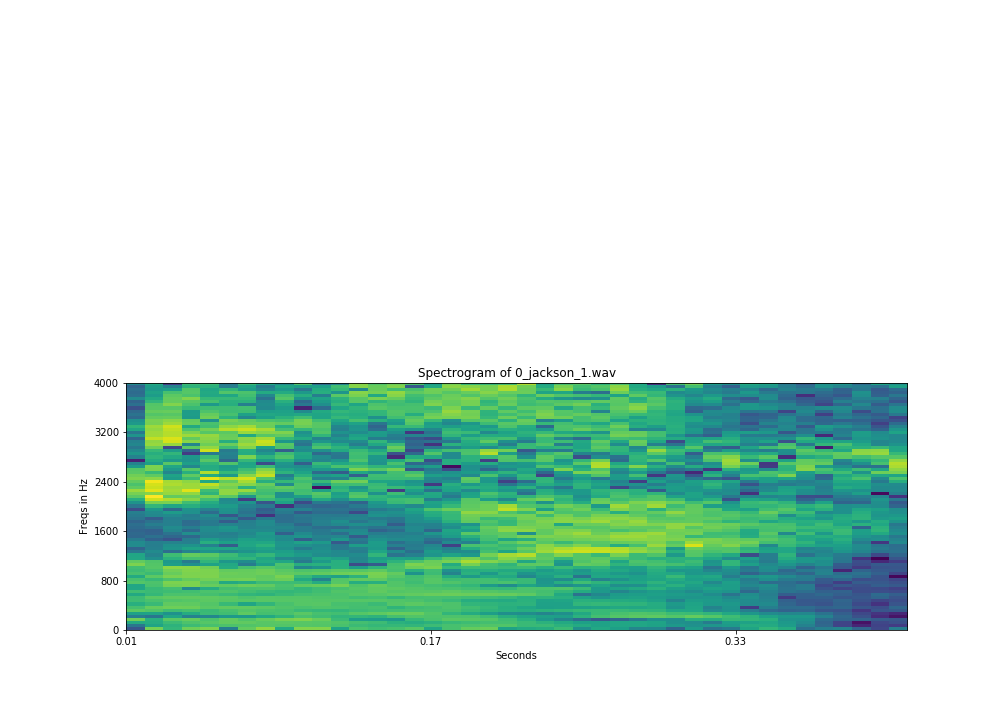 Spectrogram of 0_jackson_1.wav
4000
3200
2400
1600
800
0
Freqs in Hz
0.01 0.17 0.33
Seconds